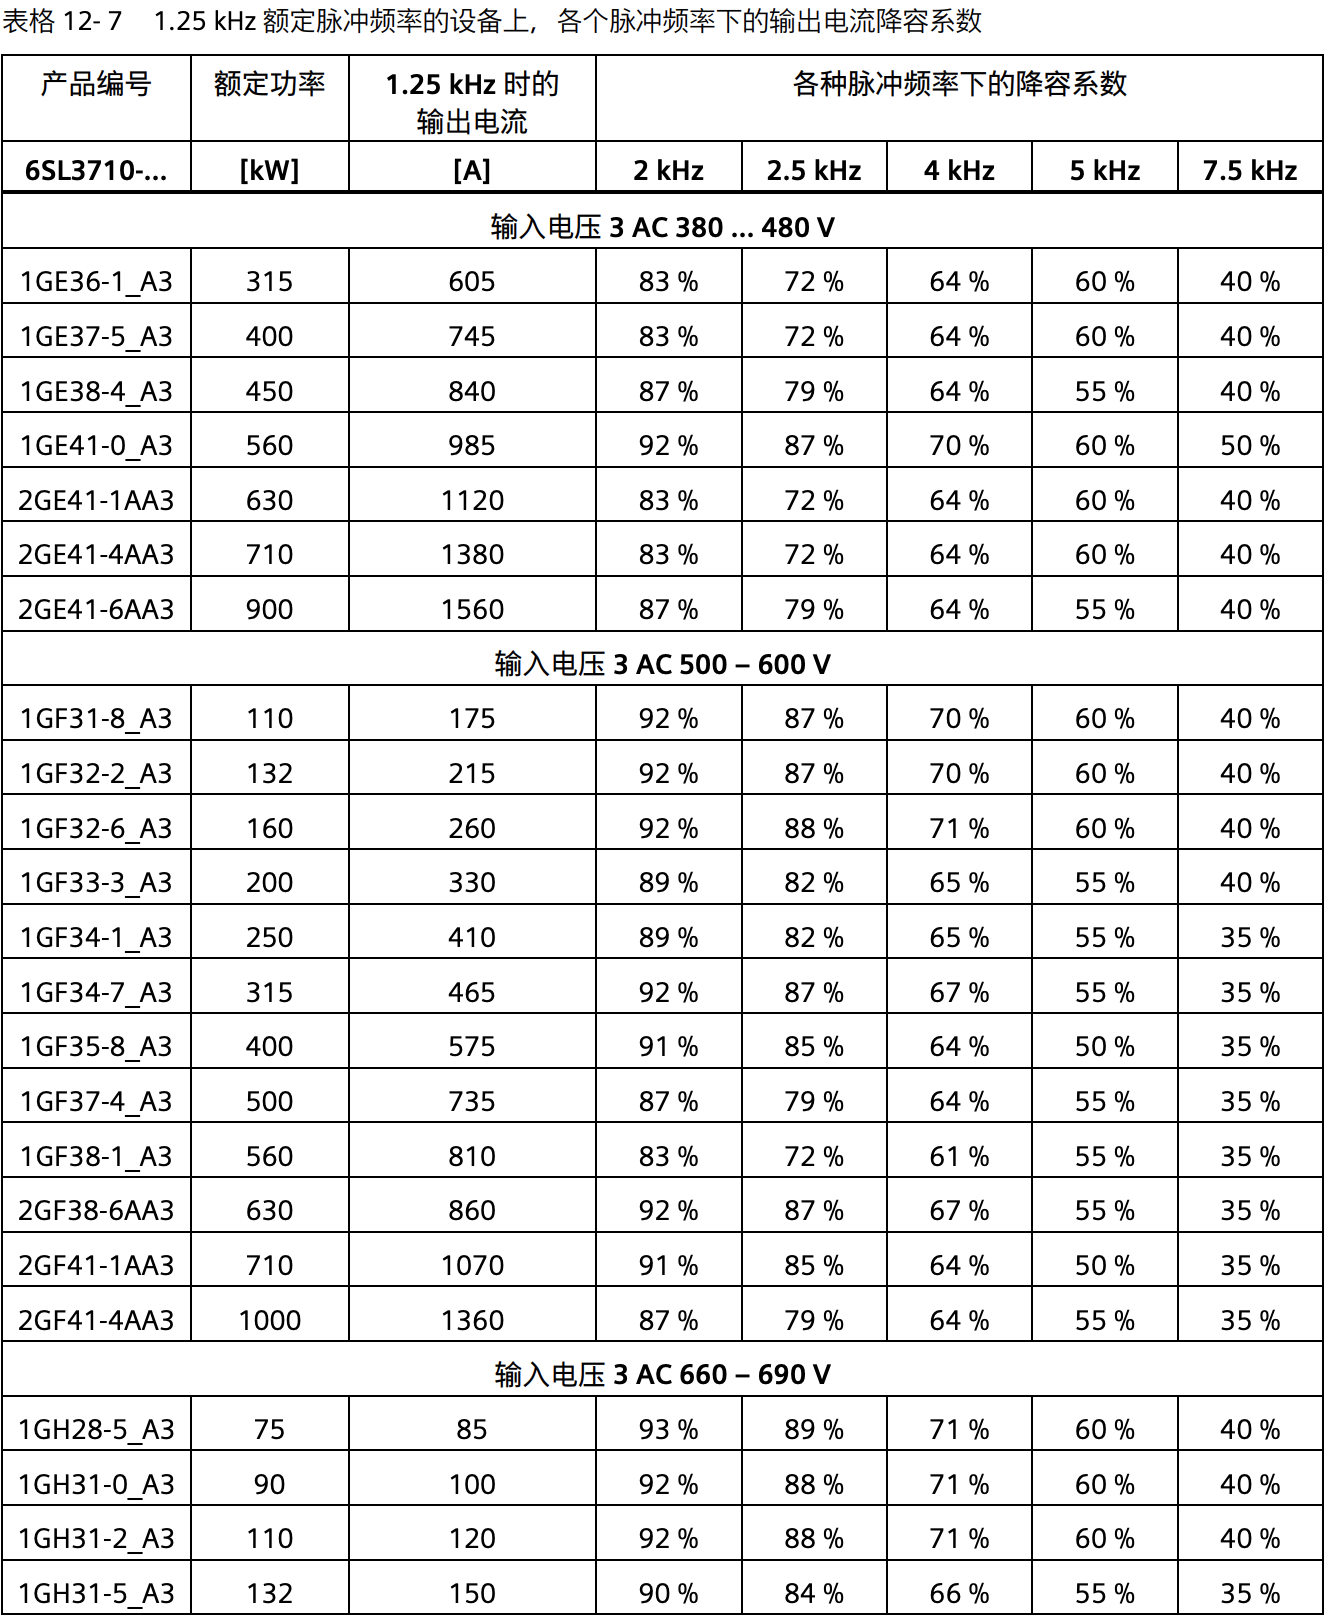 表格 12- 7 1.25 kHz 额定脉冲频率的设备上，各个脉冲频率下的输出电流降容系数
产品编号 额定功率 1.25 kHz 时的 各种脉冲频率下的降容系数
输出电流
6SL3710-... [kW] [A] 2 kHz 2.5 kHz 4 kHz 5 kHz 7.5 kHz
输入电压 3 AC 380 ... 480 V
1GE36-1_A3 315 605 83 % 72 % 64 % 60 % 40 %
1GE37-5_A3 400 745 83 % 72 % 64 % 60 % 40 %
1GE38-4_A3 450 840 87 % 79 % 64 % 55 % 40 %
1GE41-0_A3 560 985 92 % 87 % 70 % 60 % 50 %
2GE41-1AA3 630 1120 83 % 72 % 64 % 60 % 40 %
2GE41-4AA3 710 1380 83 % 72 % 64 % 60 % 40 %
2GE41-6AA3 900 1560 87 % 79 % 64 % 55 % 40 %
输入电压 3 AC 500 – 600 V
1GF31-8_A3 110 175 92 % 87 % 70 % 60 % 40 %
1GF32-2_A3 132 215 92 % 87 % 70 % 60 % 40 %
1GF32-6_A3 160 260 92 % 88 % 71 % 60 % 40 %
1GF33-3_A3 200 330 89 % 82 % 65 % 55 % 40 %
1GF34-1_A3 250 410 89 % 82 % 65 % 55 % 35 %
1GF34-7_A3 315 465 92 % 87 % 67 % 55 % 35 %
1GF35-8_A3 400 575 91 % 85 % 64 % 50 % 35 %
1GF37-4_A3 500 735 87 % 79 % 64 % 55 % 35 %
1GF38-1_A3 560 810 83 % 72 % 61 % 55 % 35 %
2GF38-6AA3 630 860 92 % 87 % 67 % 55 % 35 %
2GF41-1AA3 710 1070 91 % 85 % 64 % 50 % 35 %
2GF41-4AA3 1000 1360 87 % 79 % 64 % 55 % 35 %
输入电压 3 AC 660 – 690 V
1GH28-5_A3 75 85 93 % 89 % 71 % 60 % 40 %
1GH31-0_A3 90 100 92 % 88 % 71 % 60 % 40 %
1GH31-2_A3 110 120 92 % 88 % 71 % 60 % 40 %
1GH31-5_A3 132 150 90 % 84 % 66 % 55 % 35 %